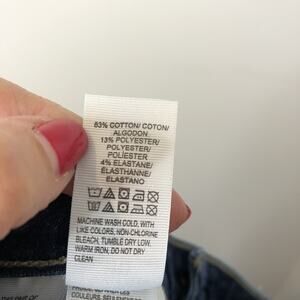 83% COTTON/ COTON/
ALGODON
13% POLYESTER/
POLYESTER/
POLIÉSTER
4% ELASTANE/
ÉLASTHANNE/
ELASTANO
MACHINE WASH COLD, WITH
LIKE COLORS, NON-CHLORINE
BLEACH, TUMBLE DRY LOW,
WARM IRON, DO NOT DRY
CLEAN